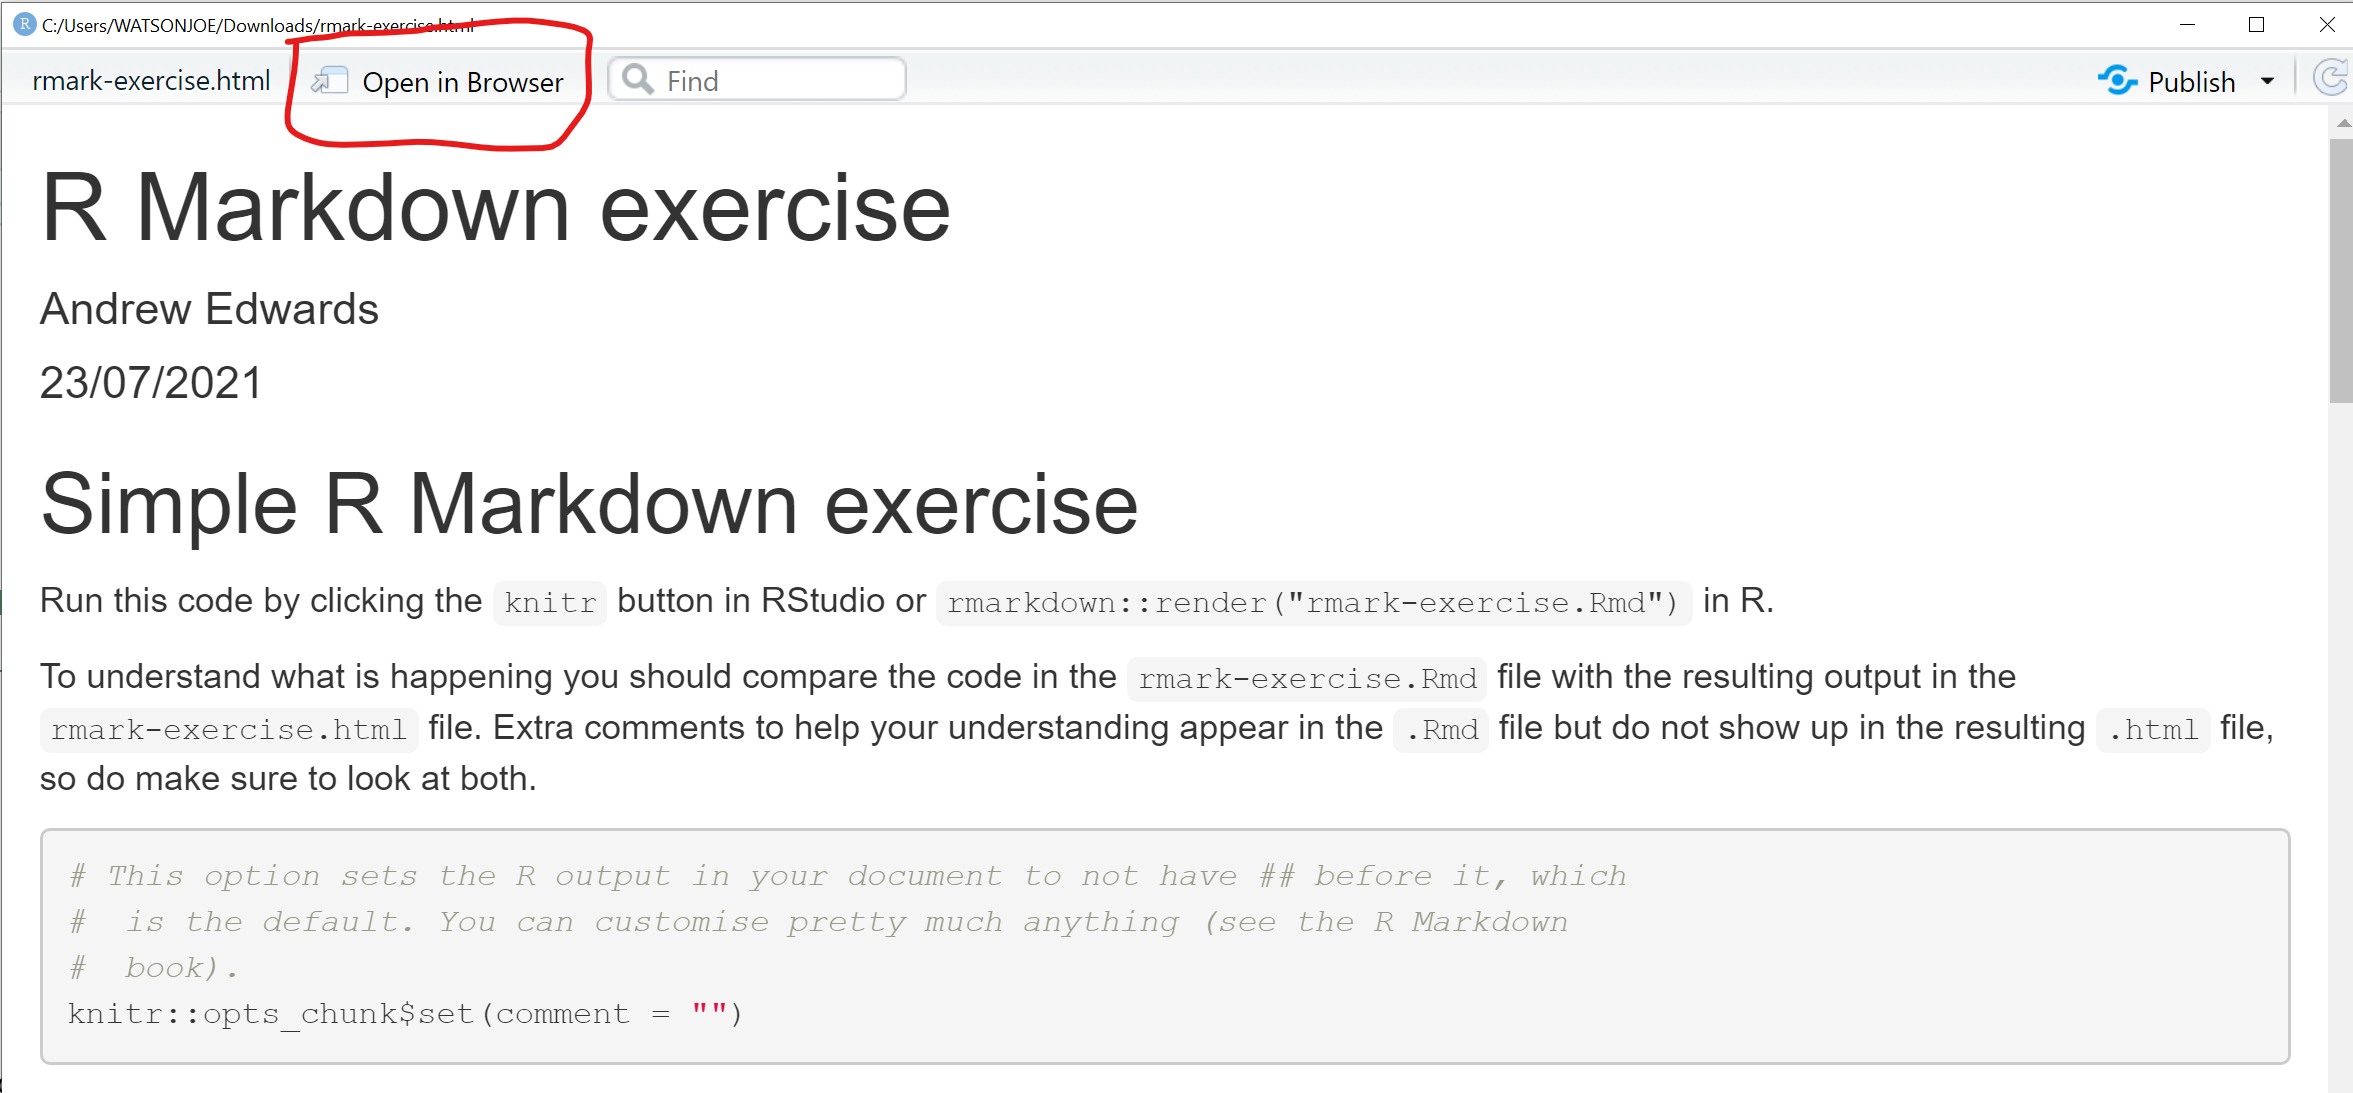 C:/Users/WATSONJOE/Downloads/rmark-exercise.html
rmark-exercise.html Open in Browser Find Publish
R Markdown exercise
Andrew Edwards
23/07/2021
Simple R Markdown exercise
Run this code by clicking the knitr button in RStudio or rmarkdown::render("rmark-exercise.Rmd") in R.
To understand what is happening you should compare the code in the rmark-exercise.Rmd file with the resulting output in the
rmark-exercise.html file. Extra comments to help your understanding appear in the .Rmd file but do not show up in the resulting .html file,
so do make sure to look at both.
# This option sets the R output in your document to not have ## before it, which
#  is the default. You can customise pretty much anything (see the R Markdown
#  book).
knitr::opts_chunk$set(comment = "")